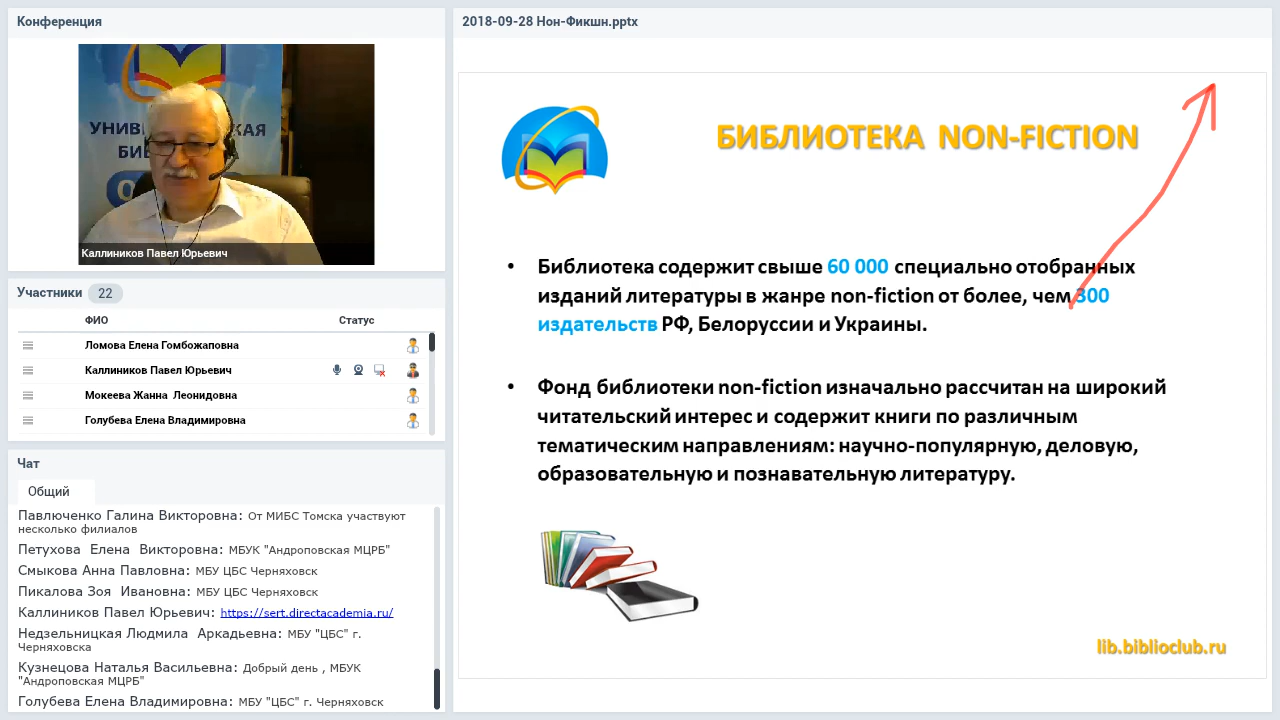 Конференция
УНИВ
КАЯ
БИБ
Каллиников Павел Юрьевич
Участники 22
ФИО Статус
Ломова Елена Гомбожаповна
Каллиников Павел Юрьевич
Мокеева Жанна Леонидовна
Голубева Елена Владимировна
Чат
Общий
Павлюченко Галина Викторовна: От МИБС Томска участвуют
несколько филиалов
Петухова Елена Викторовна: МБУК "Андроповская МЦРБ"
Смыкова Анна Павловна: МБУ ЦБС Черняховск
Пикалова Зоя Ивановна: МБУ ЦБС Черняховск
Каллиников Павел Юрьевич: https://sert.directacademia.ru/
Недзельницкая Людмила Аркадьевна: МБУ "ЦБС" г.
Черняховска
Кузнецова Наталья Васильевна: Добрый день , МБУК
"Андроповская МЦРБ"
Голубева Елена Владимировна: МБУ "ЦБС" г. Черняховск
2018-09-28 Нон-Фикшн.pptx
БИБЛИОТЕКА NON-FICTION
• Библиотека содержит свыше 60 000 специально отобранных
изданий литературы в жанре non-fiction от более, чем 300
издательств РФ, Белоруссии и Украины.
• Фонд библиотеки non-fiction изначально рассчитан на широкий
читательский интерес и содержит книги по различным
тематическим направлениям: научно-популярную, деловую,
образовательную и познавательную литературу.
lib.biblioclub.ru